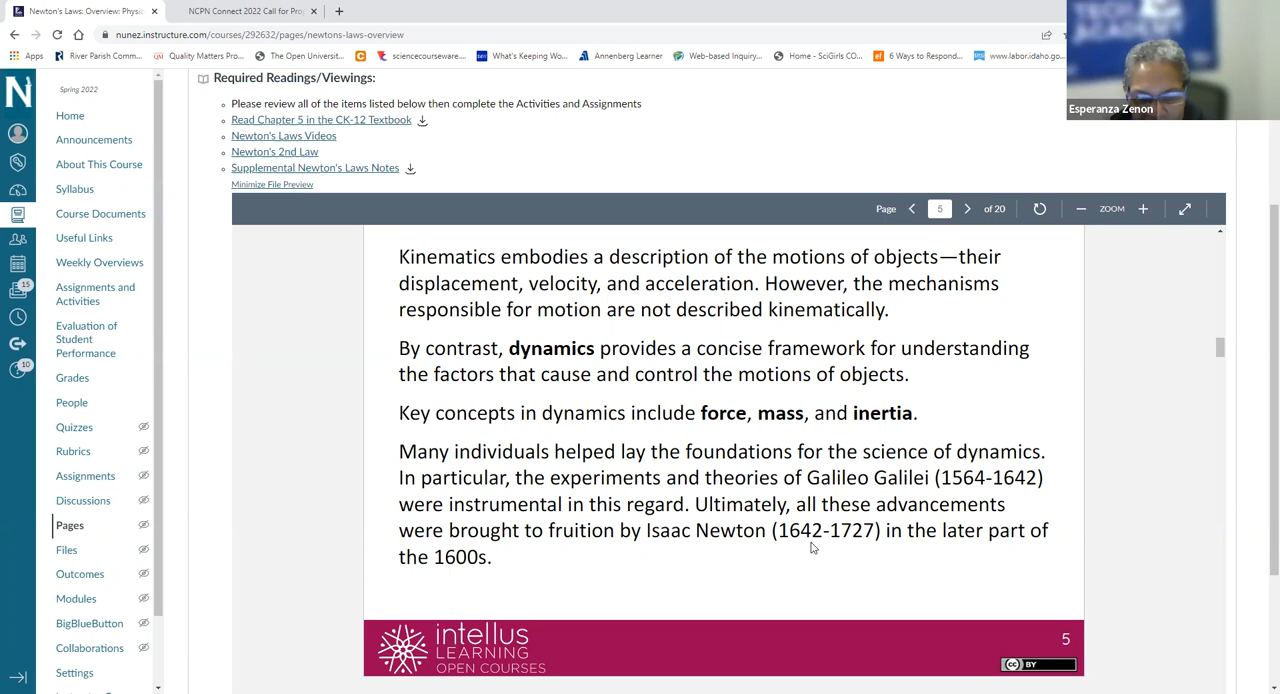 Newton's Laws: Overview: Physi
NCPN Connect 2022 Call for Pro
nunez.instructure.com/courses/292632/pages/newtons-laws-overview
Apps
River Parish Comm...
Quality Matters Pro...
The Open Universit...
sciencecourseware....
What's Keeping Wo...
Annenberg Learner
Web-based Inquiry...
Home - SciGirls CO...
6 Ways to Respond...
www.labor.idaho.go...
TECH
ACADEMY
Esperanza Zenon
N
15
10
Spring 2022
Home
Announcements
About This Course
Syllabus
Course Documents
Useful Links
Weekly Overviews
Assignments and
Activities
Evaluation of
Student
Performance
Grades
People
Quizzes
Rubrics
Assignments
Discussions
Pages
Files
Outcomes
Modules
BigBlueButton
Collaborations
Settings
Required Readings/Viewings:
Please review all of the items listed below then complete the Activities and Assignments
Read Chapter 5 in the CK-12 Textbook
Newton's Laws Videos
Newton's 2nd Law
Supplemental Newton's Laws Notes
Minimize File Preview
Page 5 of 20 ZOOM
Kinematics embodies a description of the motions of objects—their
displacement, velocity, and acceleration. However, the mechanisms
responsible for motion are not described kinematically.
By contrast, dynamics provides a concise framework for understanding
the factors that cause and control the motions of objects.
Key concepts in dynamics include force, mass, and inertia.
Many individuals helped lay the foundations for the science of dynamics.
In particular, the experiments and theories of Galileo Galilei (1564-1642)
were instrumental in this regard. Ultimately, all these advancements
were brought to fruition by Isaac Newton (1642-1727) in the later part of
the 1600s.
intellus
LEARNING
OPEN COURSES
5
cc BY